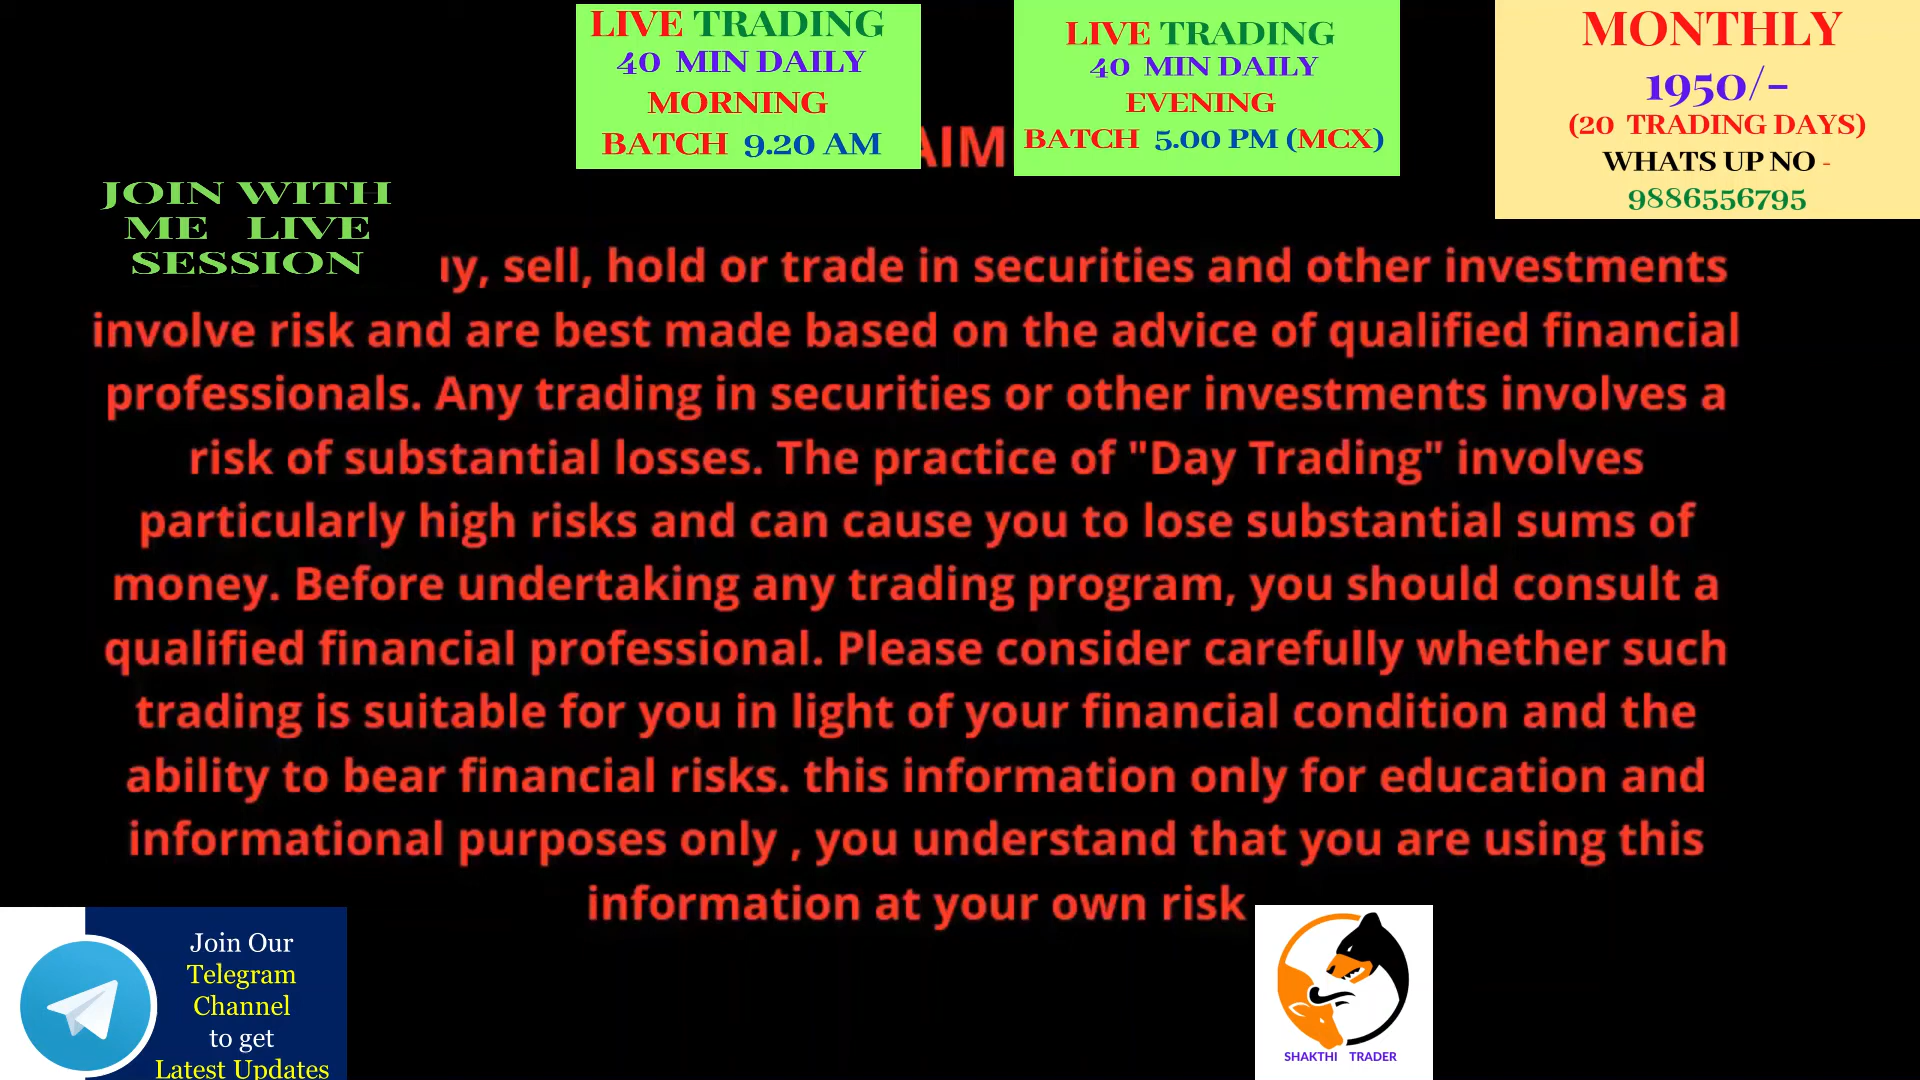 LIVE TRADING
40 MIN DAILY
MORNING
BATCH 9.20 AM
LIVE TRADING
40 MIN DAILY
EVENING
BATCH 5.00 PM (MCX)
MONTHLY
1950/-
(20 TRADING DAYS)
WHATS UP NO -
9886556795
JOIN WITH
ME LIVE
SESSION
sell, hold or trade in securities and other investments
involve risk and are best made based on the advice of qualified financial
professionals. Any trading in securities or other investments involves a
risk of substantial losses. The practice of "Day Trading" involves
particularly high risks and can cause you to lose substantial sums of
money. Before undertaking any trading program, you should consult a
qualified financial professional. Please consider carefully whether such
trading is suitable for you in light of your financial condition and the
ability to bear financial risks. this information only for education and
informational purposes only , you understand that you are using this
information at your own risk
Join Our
Telegram
Channel
to get
Latest Updates
SHAKTHI TRADER